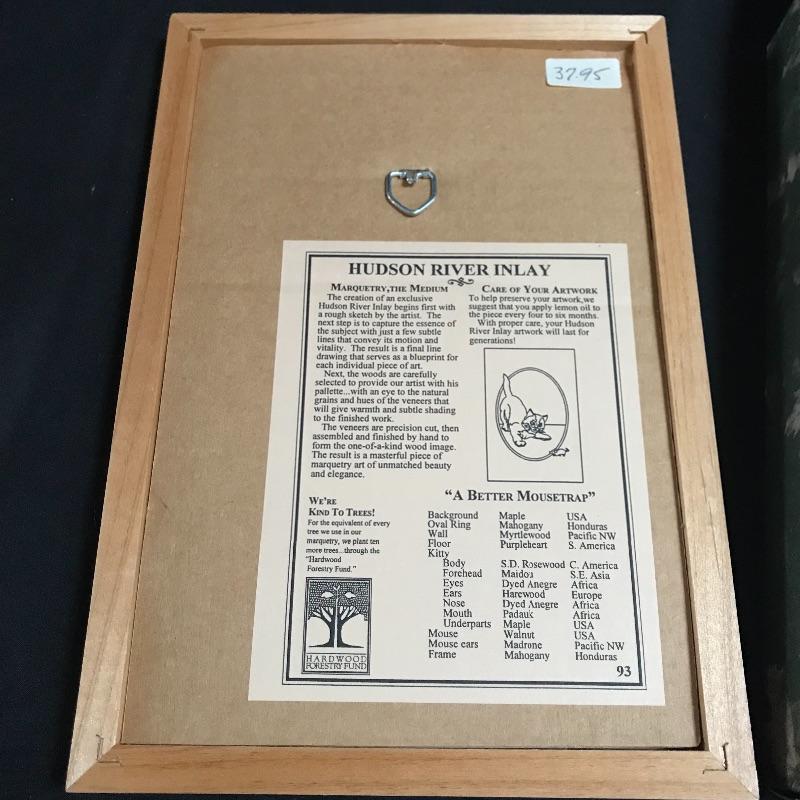 37.95
HUDSON RIVER INLAY
MARQUETRY,THE MEDIUM
The creation of an exclusive
Hudson River Inlay begins first with
a rough sketch by the artist. The
next step is to capture the essence of
the subject with just a few subtle
lines that convey its motion and
vitality. The result is a final line
drawing that serves as a blueprint for
each individual piece of art.
Next, the woods are carefully
selected to provide our artist with his
pallette...with an eye to the natural
grains and hues of the veneers that
will give warmth and subtle shading
to the finished work.
The veneers are precision cut, then
assembled and finished by hand to
form the one-of-a-kind wood image.
The result is a masterful piece of
marquetry art of unmatched beauty
and elegance.
CARE OF YOUR ARTWORK
To help preserve your artwork,we
suggest that you apply lemon oil to
the piece every four to six months.
With proper care, your Hudson
River Inlay artwork will last for
generations!
WE'RE
KIND TO TREES!
For the equivalent of every
tree we use in our
marquetry, we plant ten
more trees...through the
"Hardwood
Forestry Fund."
HARDWOOD
FORESTRY FUND
"A BETTER MOUSETRAP"
Background Maple USA
Oval Ring Mahogany Honduras
Wall Myrtlewood Pacific NW
Floor Purpleheart S. America
Kitty
Body S.D. Rosewood C. America
Forehead Maidou S.E. Asia
Eyes Dyed Anegre Africa
Ears Harewood Europe
Nose Dyed Anegre Africa
Mouth Padauk Africa
Underparts Maple USA
Mouse Walnut USA
Mouse ears Madrone Pacific NW
Frame Mahogany Honduras
93